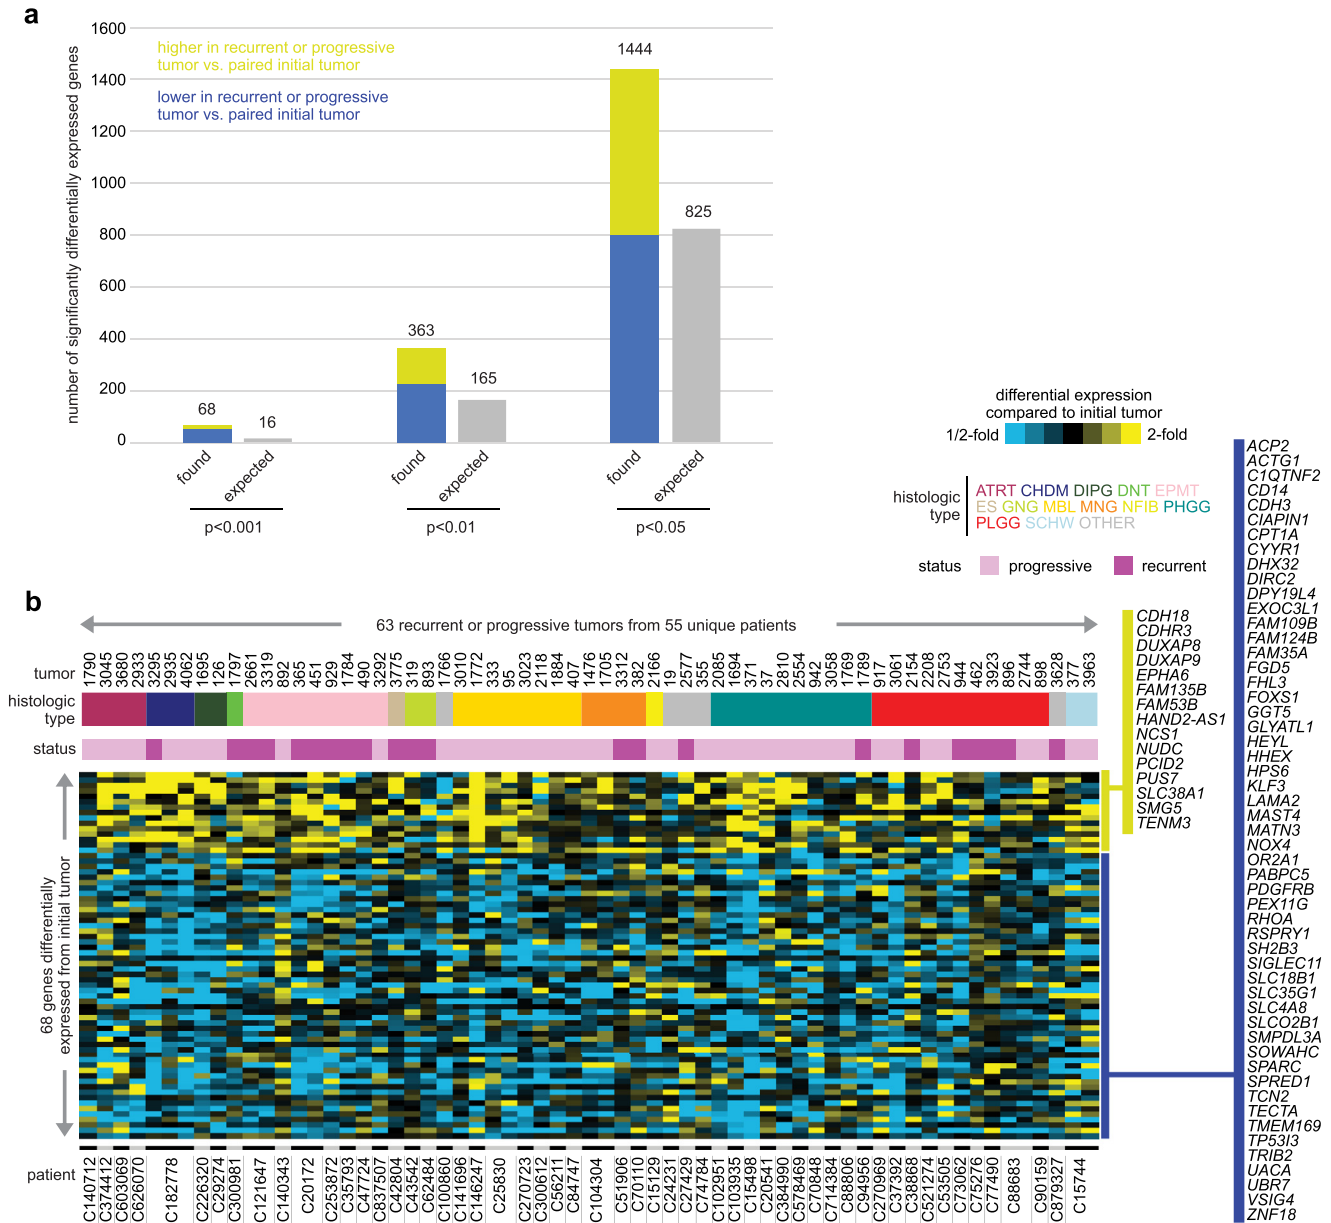 a
number of significantly differentially expressed genes
1600
1400
1200
1000
800
600
400
200
0
higher in recurrent or progressive
tumor vs. paired initial tumor
lower in recurrent or progressive
tumor vs. paired initial tumor
68
16
363
165
1444
825
found
expected
found
expected
found
expected
p<0.001
p<0.01
p<0.05
differential expression
compared to initial tumor
1/2-fold
2-fold
histologic
type
ATRT CHDM DIPG DNT EPMT
ES GNG MBL MNG NFIB PHGG
PLGG SCHW OTHER
status progressive recurrent
b
63 recurrent or progressive tumors from 55 unique patients
tumor
1790
3045
3680
2933
3295
2935
4062
1695
126
1797
2661
3319
892
365
451
929
1784
490
3292
3775
319
893
1766
3010
1772
333
95
3023
2118
1884
407
1476
1705
3312
382
2166
19
2577
355
2085
1694
371
37
2810
2554
942
3058
1769
1789
917
3061
2154
2208
2753
944
462
3923
896
2744
898
3628
377
3963
histologic
type
status
68 genes differentially
expressed from initial tumor
patient
C140712
C374412
C603069
C626070
C182778
C226320
C29274
C300981
C121647
C140343
C20172
C253872
C35793
C47724
C837507
C42804
C43542
C62484
C100860
C141696
C146247
C25830
C270723
C300612
C56211
C84747
C104304
C51906
C70110
C15129
C24231
C27429
C74784
C102951
C103935
C15498
C20541
C384990
C578469
C70848
C714384
C88806
C94956
C270969
C37392
C38868
C521274
C53505
C73062
C75276
C77490
C88683
C90159
C879327
C15744
CDH18
CDHR3
DUXAP8
DUXAP9
EPHA6
FAM135B
FAM53B
HAND2-AS1
NCS1
NUDC
PCID2
PUS7
SLC38A1
SMG5
TENM3
ACP2
ACTG1
C1QTNF2
CD14
CDH3
CIAPIN1
CPT1A
CYYR1
DHX32
DIRC2
DPY19L4
EXOC3L1
FAM109B
FAM124B
FAM35A
FGD5
FHL3
FOXS1
GGT5
GLYATL1
HEYL
HHEX
HPS6
KLF3
LAMA2
MAST4
MATN3
NOX4
OR2A1
PABPC5
PDGFRB
PEX11G
RHOA
RSPRY1
SH2B3
SIGLEC11
SLC18B1
SLC35G1
SLC4A8
SLCO2B1
SMPDL3A
SOWAHC
SPARC
SPRED1
TCN2
TECTA
TMEM169
TP53I3
TRIB2
UACA
UBR7
VSIG4
ZNF18